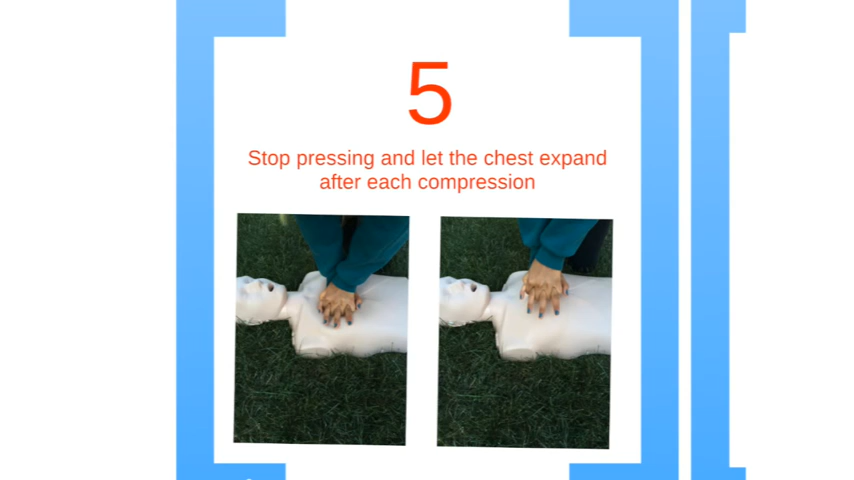 5
Stop pressing and let the chest expand
after each compression